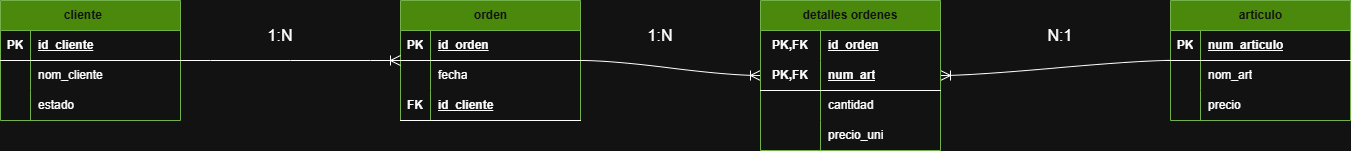 cliente
PK id_cliente
nom_cliente
estado
1:N
orden
PK id_orden
fecha
FK id_cliente
1:N
detalles ordenes
PK,FK id_orden
PK,FK num_art
cantidad
precio_uni
N:1
articulo
PK num_articulo
nom_art
precio